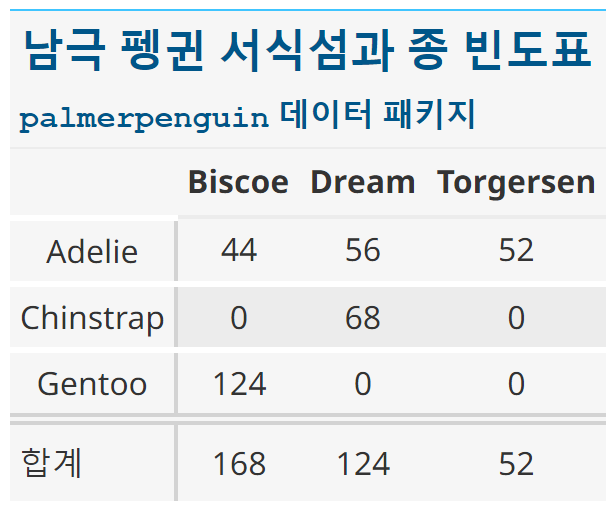 남극 펭귄 서식섬과 종 빈도표
palmerpenguin 데이터 패키지
Biscoe Dream Torgersen
Adelie 44 56 52
Chinstrap 0 68 0
Gentoo 124 0 0
합계 168 124 52